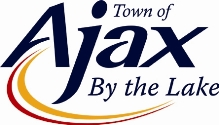 Town of
Ajax
By the Lake